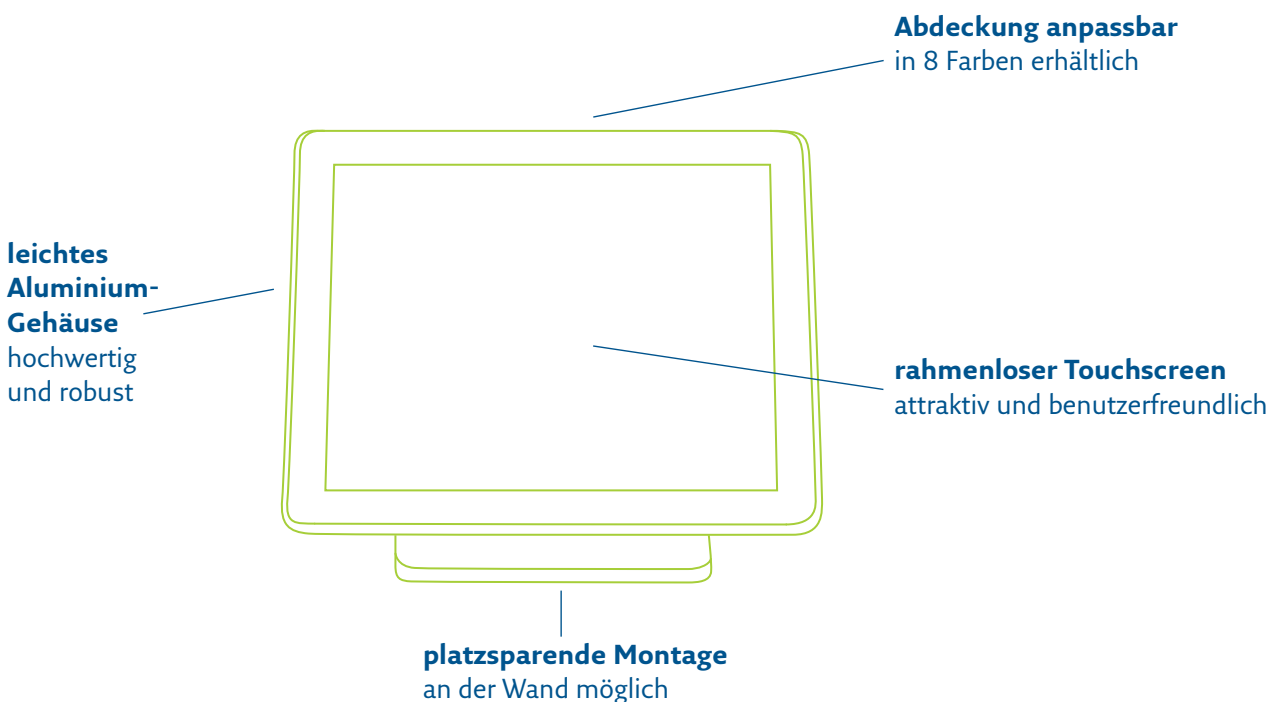 Abdeckung anpassbar
in 8 Farben erhältlich
leichtes
Aluminium-
Gehäuse
hochwertig
und robust
rahmenloser Touchscreen
attraktiv und benutzerfreundlich
platzsparende Montage
an der Wand möglich